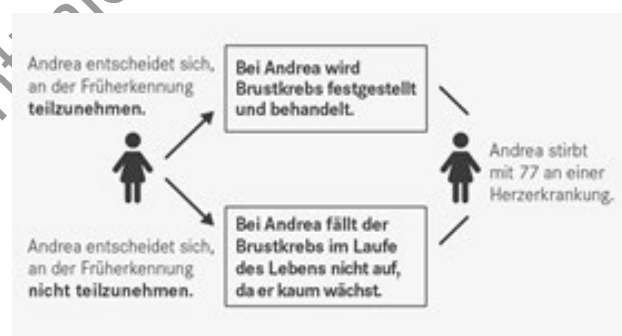 Andrea entscheidet sich,
an der Früherkennung
teilzunehmen.
Bei Andrea wird
Brustkrebs festgestellt
und behandelt.
Andrea stirbt
mit 77 an einer
Herzerkrankung.
Andrea entscheidet sich,
an der Früherkennung
nicht teilzunehmen.
Bei Andrea fällt der
Brustkrebs im Laufe
des Lebens nicht auf,
da er kaum wächst.